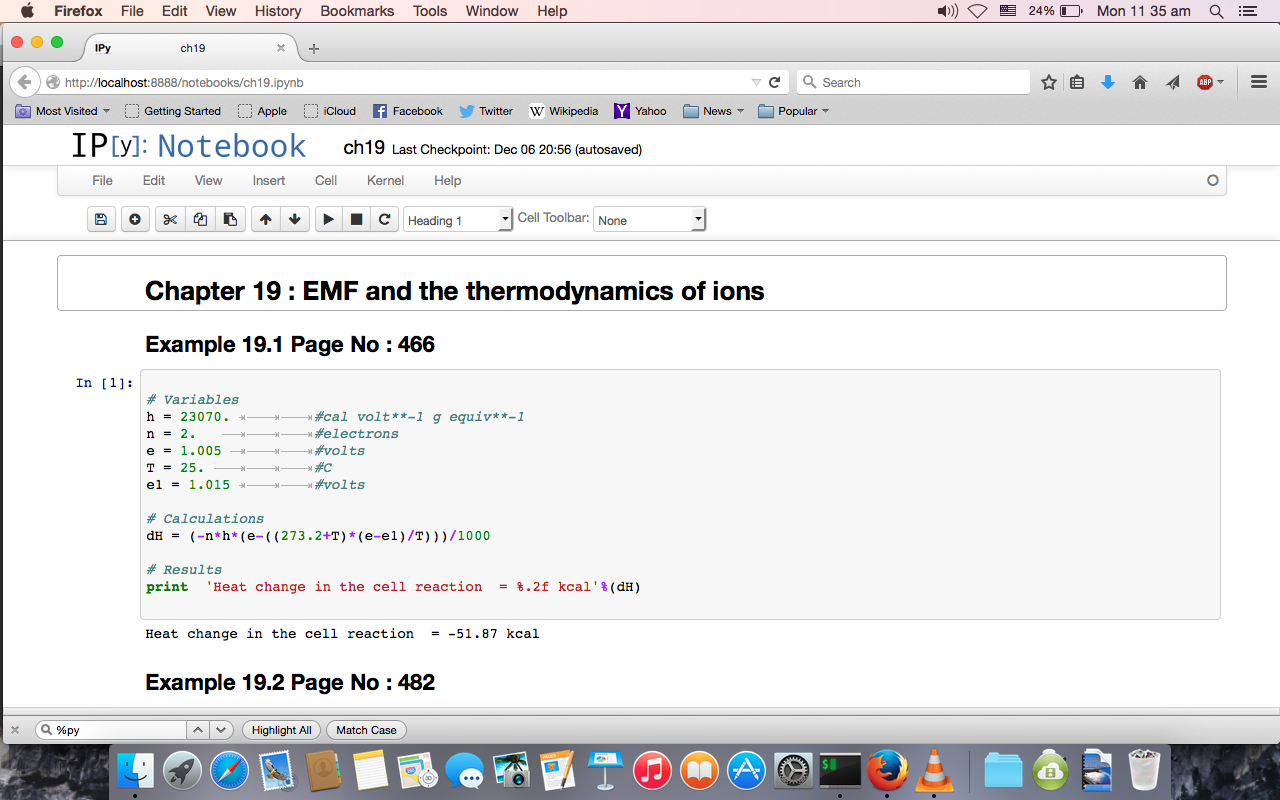 Firefox File Edit View History Bookmarks Tools Window Help 24% Mon 11 35 am
IPy ch19
http://localhost:8888/notebooks/ch19.ipynb Search ABP
Most Visited Getting Started Apple iCloud Facebook Twitter W Wikipedia Y Yahoo News Popular
IP[y]: Notebook ch19 Last Checkpoint: Dec 06 20:56 (autosaved)
File Edit View Insert Cell Kernel Help
Heading 1 Cell Toolbar: None
Chapter 19 : EMF and the thermodynamics of ions
Example 19.1 Page No : 466
In [1]:
# Variables
h = 23070. #cal volt**-1 g equiv**-1
n = 2. #electrons
e = 1.005 #volts
T = 25. #C
e1 = 1.015 #volts
# Calculations
dH = (-n*h*(e-((273.2+T)*(e-e1)/T)))/1000
# Results
print 'Heat change in the cell reaction = %.2f kcal'%(dH)
Heat change in the cell reaction = -51.87 kcal
Example 19.2 Page No : 482
%py Highlight All Match Case